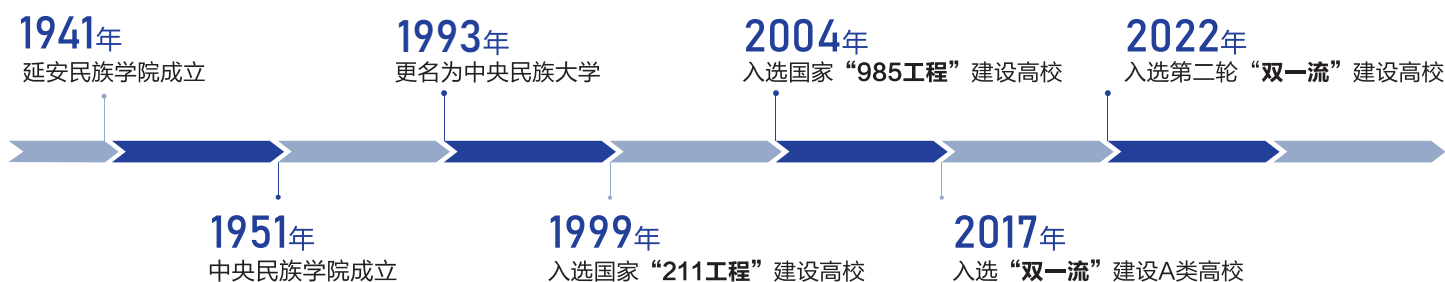 1941年
延安民族学院成立
1951年
中央民族学院成立
1993年
更名为中央民族大学
1999年
入选国家“211工程”建设高校
2004年
入选国家“985工程”建设高校
2017年
入选“双一流”建设A类高校
2022年
入选第二轮“双一流”建设高校